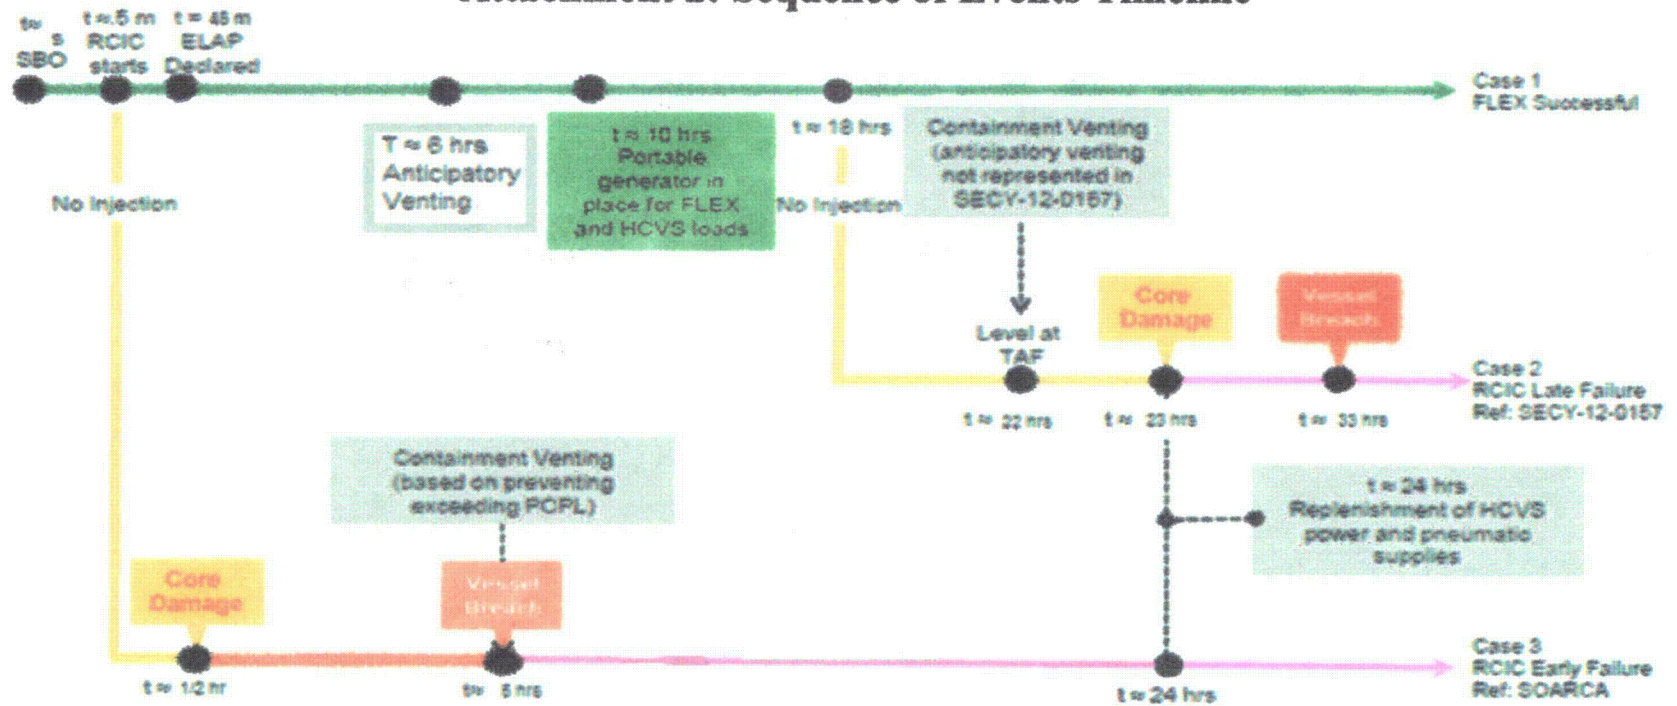 Sequence of Events Timeline
t≈ s
SBO
t≈.5 m
RCIC
starts
t ≈ 45 m
ELAP
Declared
Case 1
FLEX Successful
T ≈ 6 hrs
Anticipatory
Venting
t ≈ 10 hrs
Portable
generator in
place for FLEX
and HCVS loads
t ≈ 18 hrs
Containment Venting
(anticipatory venting
not represented in
SECY-12-0157)
No Injection
No Injection
Core
Damage
Vessel
Breach
Level at
TAF
Case 2
RCIC Late Failure
Ref: SECY-12-0157
t ≈ 22 hrs
t ≈ 23 hrs
t ≈ 33 hrs
Containment Venting
(based on preventing
exceeding PCPL)
t ≈ 24 hrs
Replenishment of HCVS
power and pneumatic
supplies
Core
Damage
Vessel
Breach
Case 3
RCIC Early Failure
Ref: SOARCA
t ≈ 1/2 hr
t≈
hrs
t ≈ 24 hrs